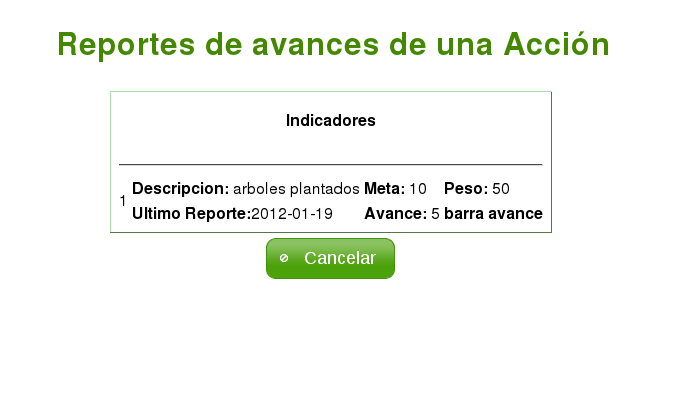 Reportes de avances de una Acción
Indicadores
1
Descripcion: arboles plantados Meta: 10 Peso: 50
Ultimo Reporte:2012-01-19 Avance: 5 barra avance
Cancelar